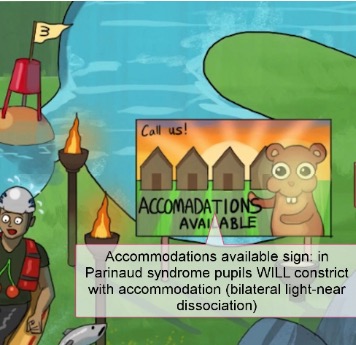 3
Call us!
ACCOMADATIONS
AVAILABLE
Accommodations available sign: in
Parinaud syndrome pupils WILL constrict
with accommodation (bilateral light-near
dissociation)